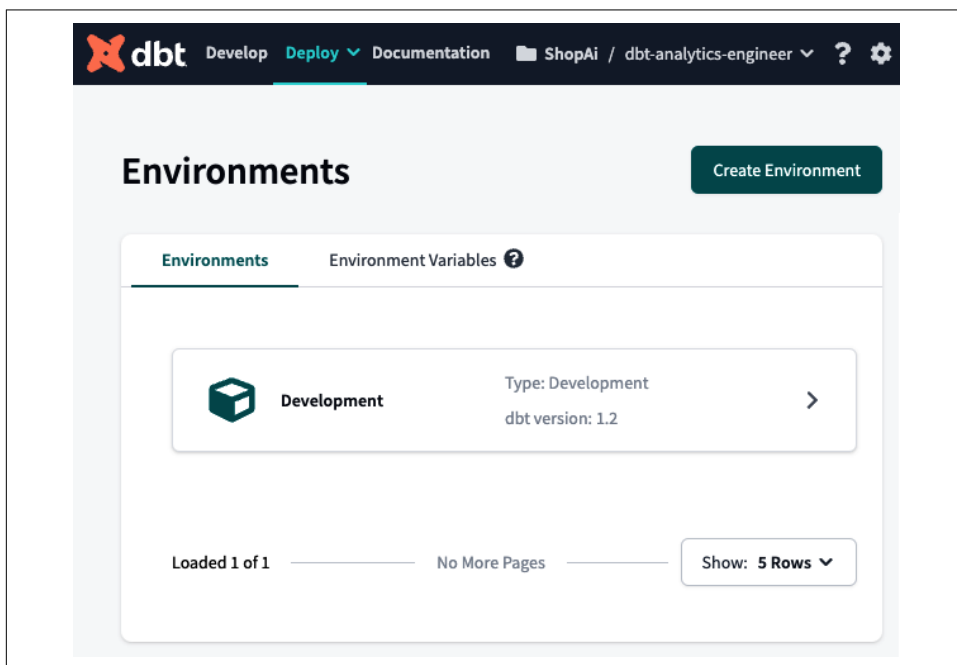 dbt Develop Deploy Documentation ShopAi / dbt-analytics-engineer ?
Environments
Create Environment
Environments Environment Variables ?
Type: Development
Development
dbt version: 1.2
Loaded 1 of 1 No More Pages Show: 5 Rows